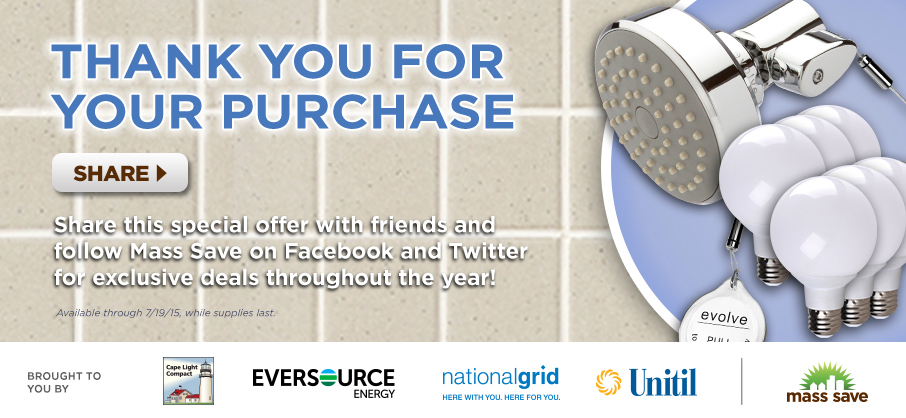 THANK YOU FOR
YOUR PURCHASE
SHARE
Share this special offer with friends and
follow Mass Save on Facebook and Twitter
for exclusive deals throughout the year!
Available through 7/19/15, while supplies last.
evolve
PULL
BROUGHT TO
YOU BY
Cape Light
Compact
EVERSOURCE
ENERGY
nationalgrid
HERE WITH YOU. HERE FOR YOU.
Unitil
mass save